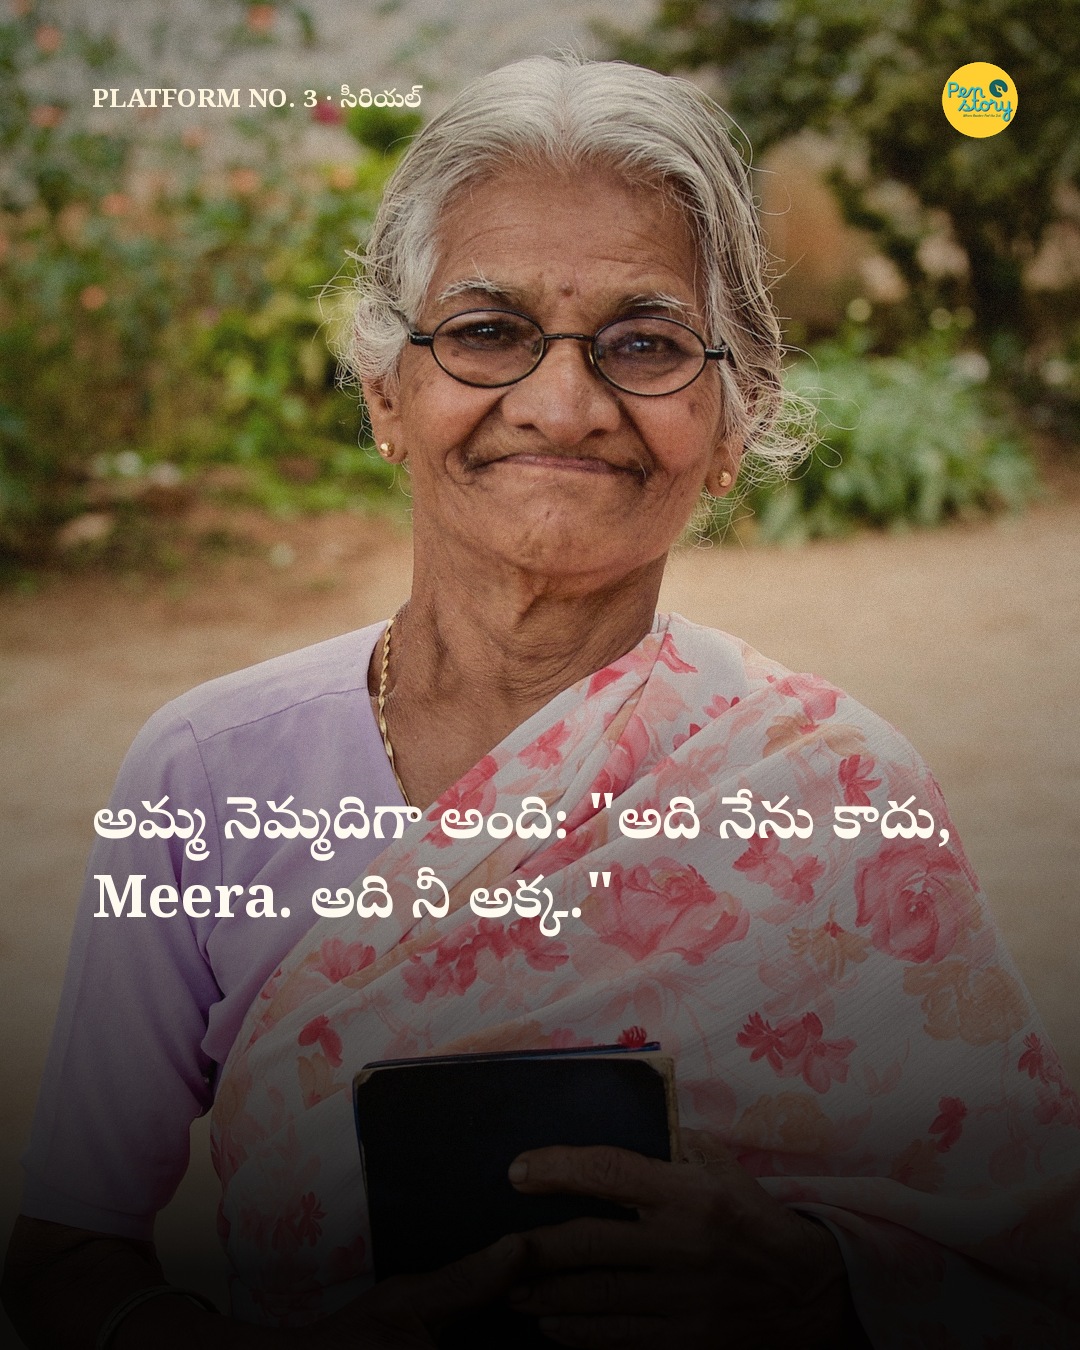 PLATFORM NO. 3 · సీరియల్
Pen
story
అమ్మ నెమ్మదిగా అంది: "అది నేను కాదు,
Meera. అది నీ అక్క."